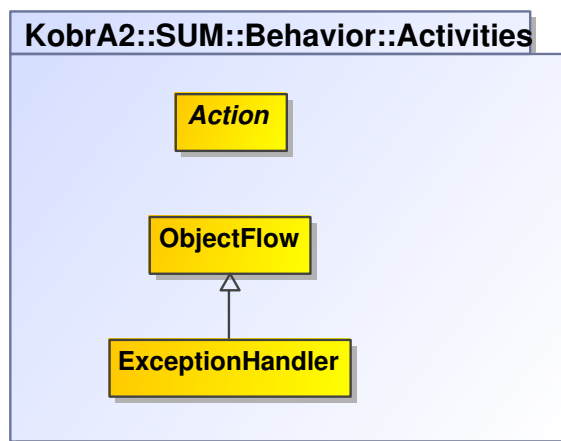 KobrA2::SUM::Behavior::Activities
Action
ObjectFlow
ExceptionHandler